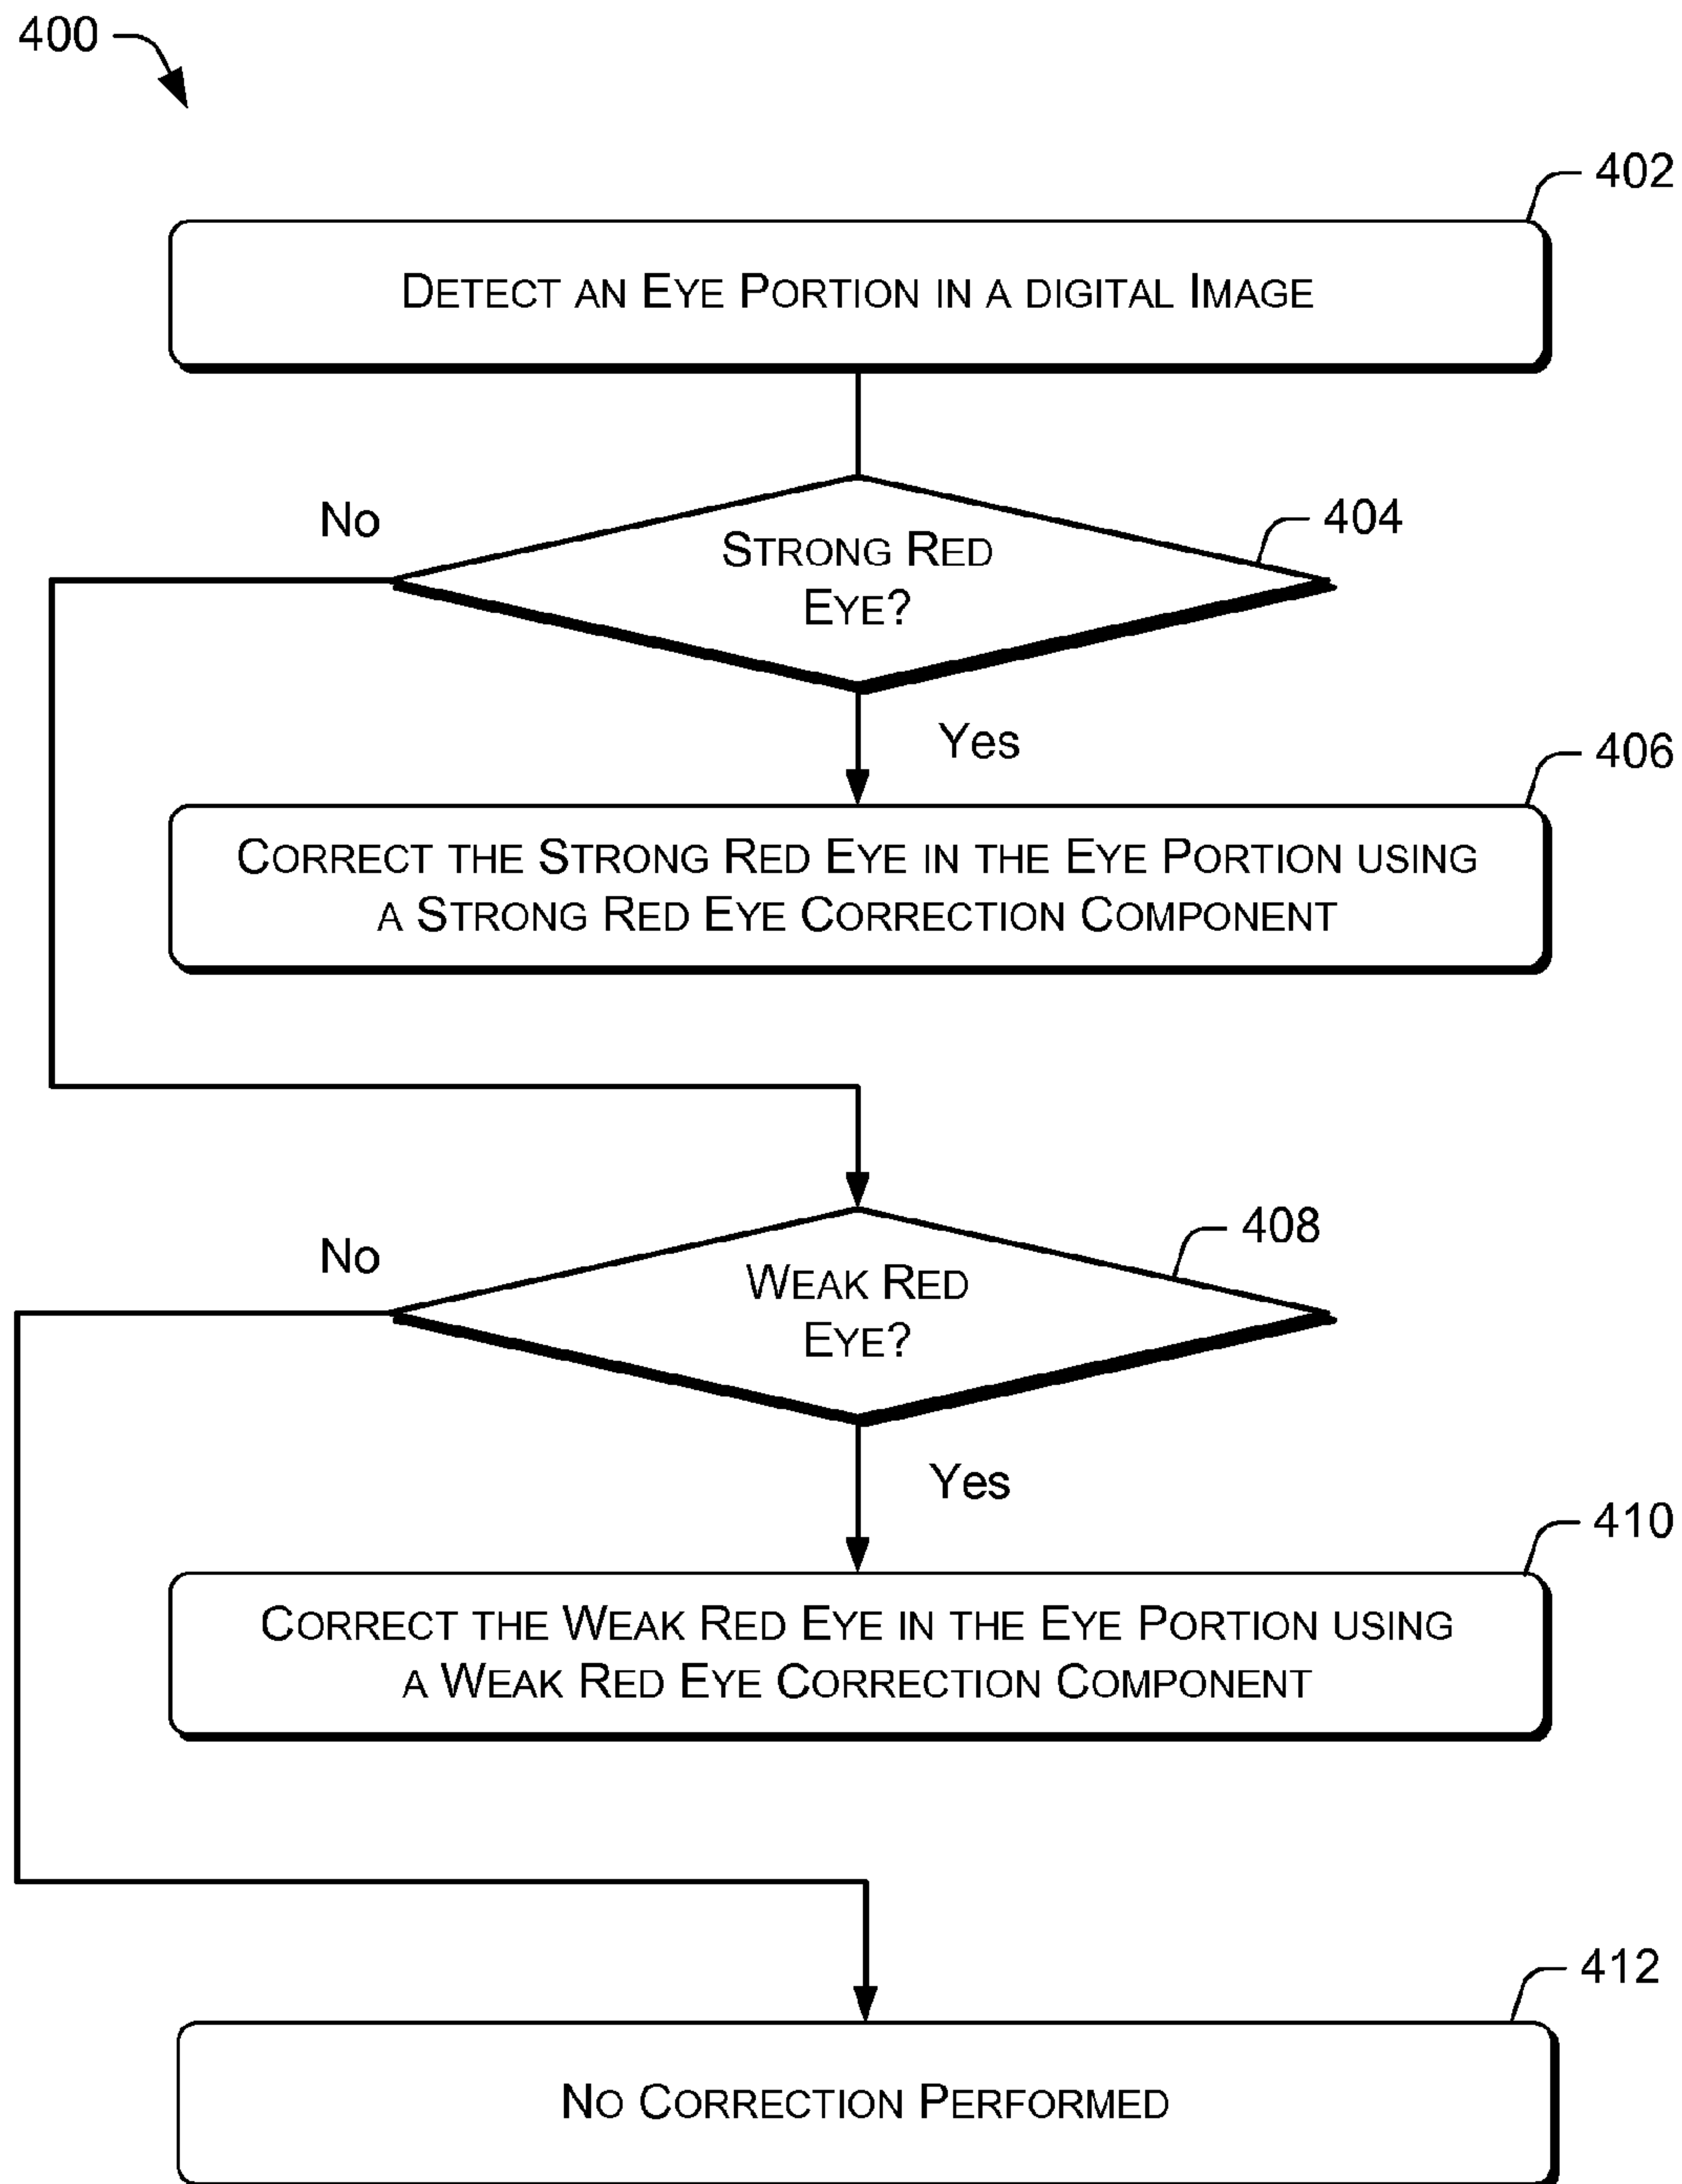 400
402
DETECT AN EYE PORTION IN A DIGITAL IMAGE
No
404
STRONG RED
EYE?
Yes
406
CORRECT THE STRONG RED EYE IN THE EYE PORTION USING
A STRONG RED EYE CORRECTION COMPONENT
No
408
WEAK RED
EYE?
Yes
410
CORRECT THE WEAK RED EYE IN THE EYE PORTION USING
A WEAK RED EYE CORRECTION COMPONENT
412
NO CORRECTION PERFORMED